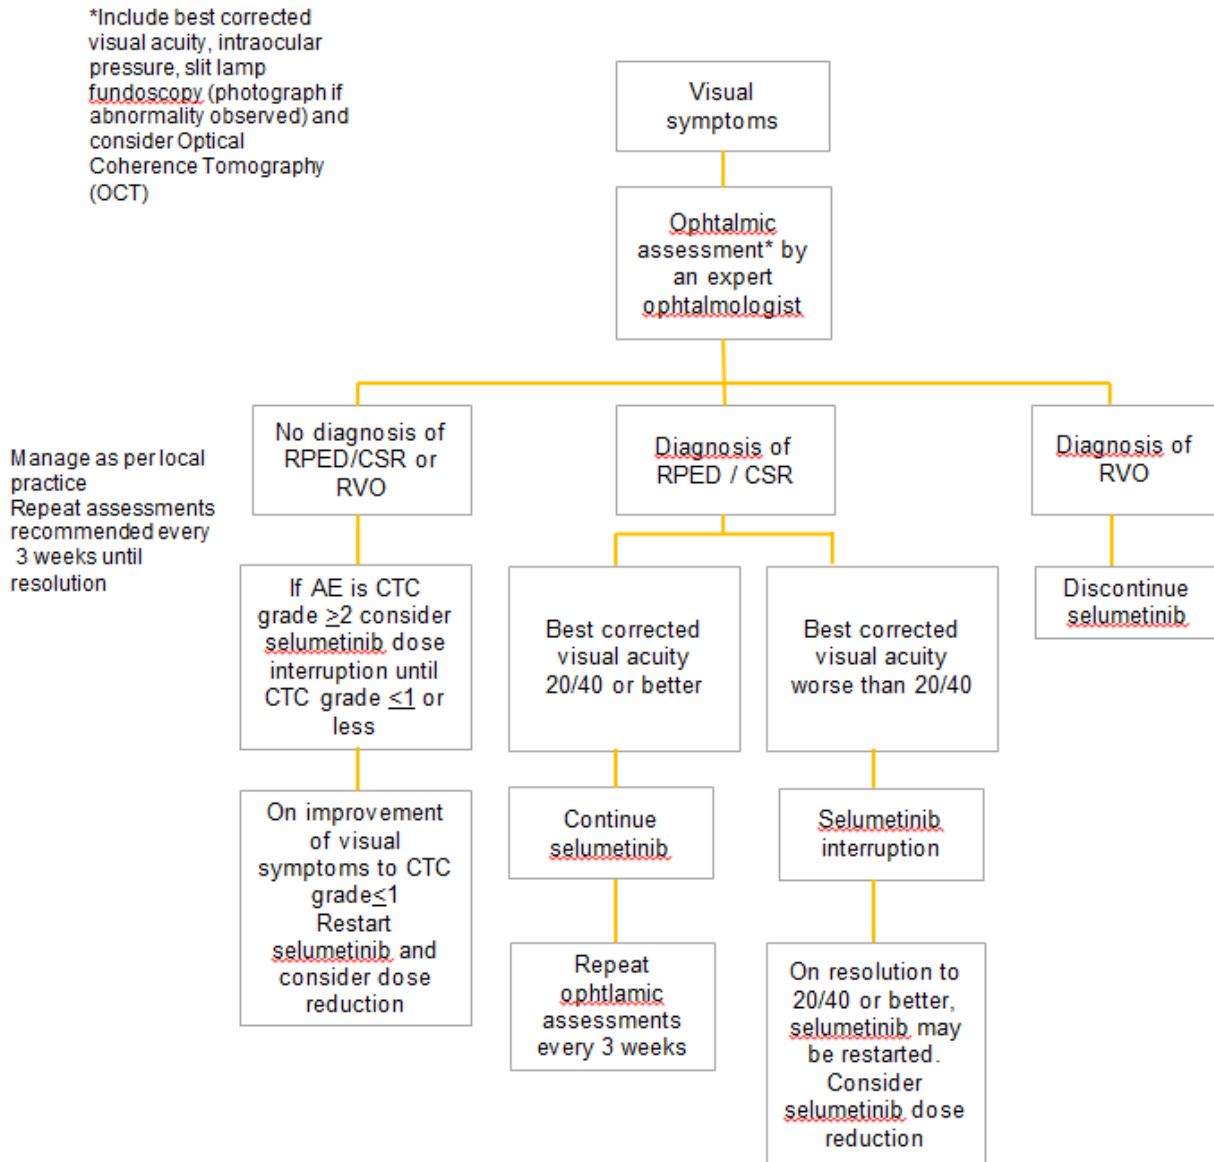 *Include best corrected
visual acuity, intraocular
pressure, slit lamp
fundoscopy (photograph if
abnormality observed) and
consider Optical
Coherence Tomography
(OCT)
Visual
symptoms
Ophtalmic
assessment* by
an expert
ophtalmologist
Manage as per local
practice
Repeat assessments
recommended every
3 weeks until
resolution
No diagnosis of
RPED/CSR or
RVO
Diagnosis of
RPED / CSR
Diagnosis of
RVO
If AE is CTC
grade ≥2 consider
selumetinib dose
interruption until
CTC grade ≤1 or
less
Best corrected
visual acuity
20/40 or better
Best corrected
visual acuity
worse than 20/40
Discontinue
selumetinib
On improvement
of visual
symptoms to CTC
grade≤1
Restart
selumetinib and
consider dose
reduction
Continue
selumetinib
Selumetinib
interruption
Repeat
ophtlamic
assessments
every 3 weeks
On resolution to
20/40 or better,
selumetinib may
be restarted.
Consider
selumetinib dose
reduction